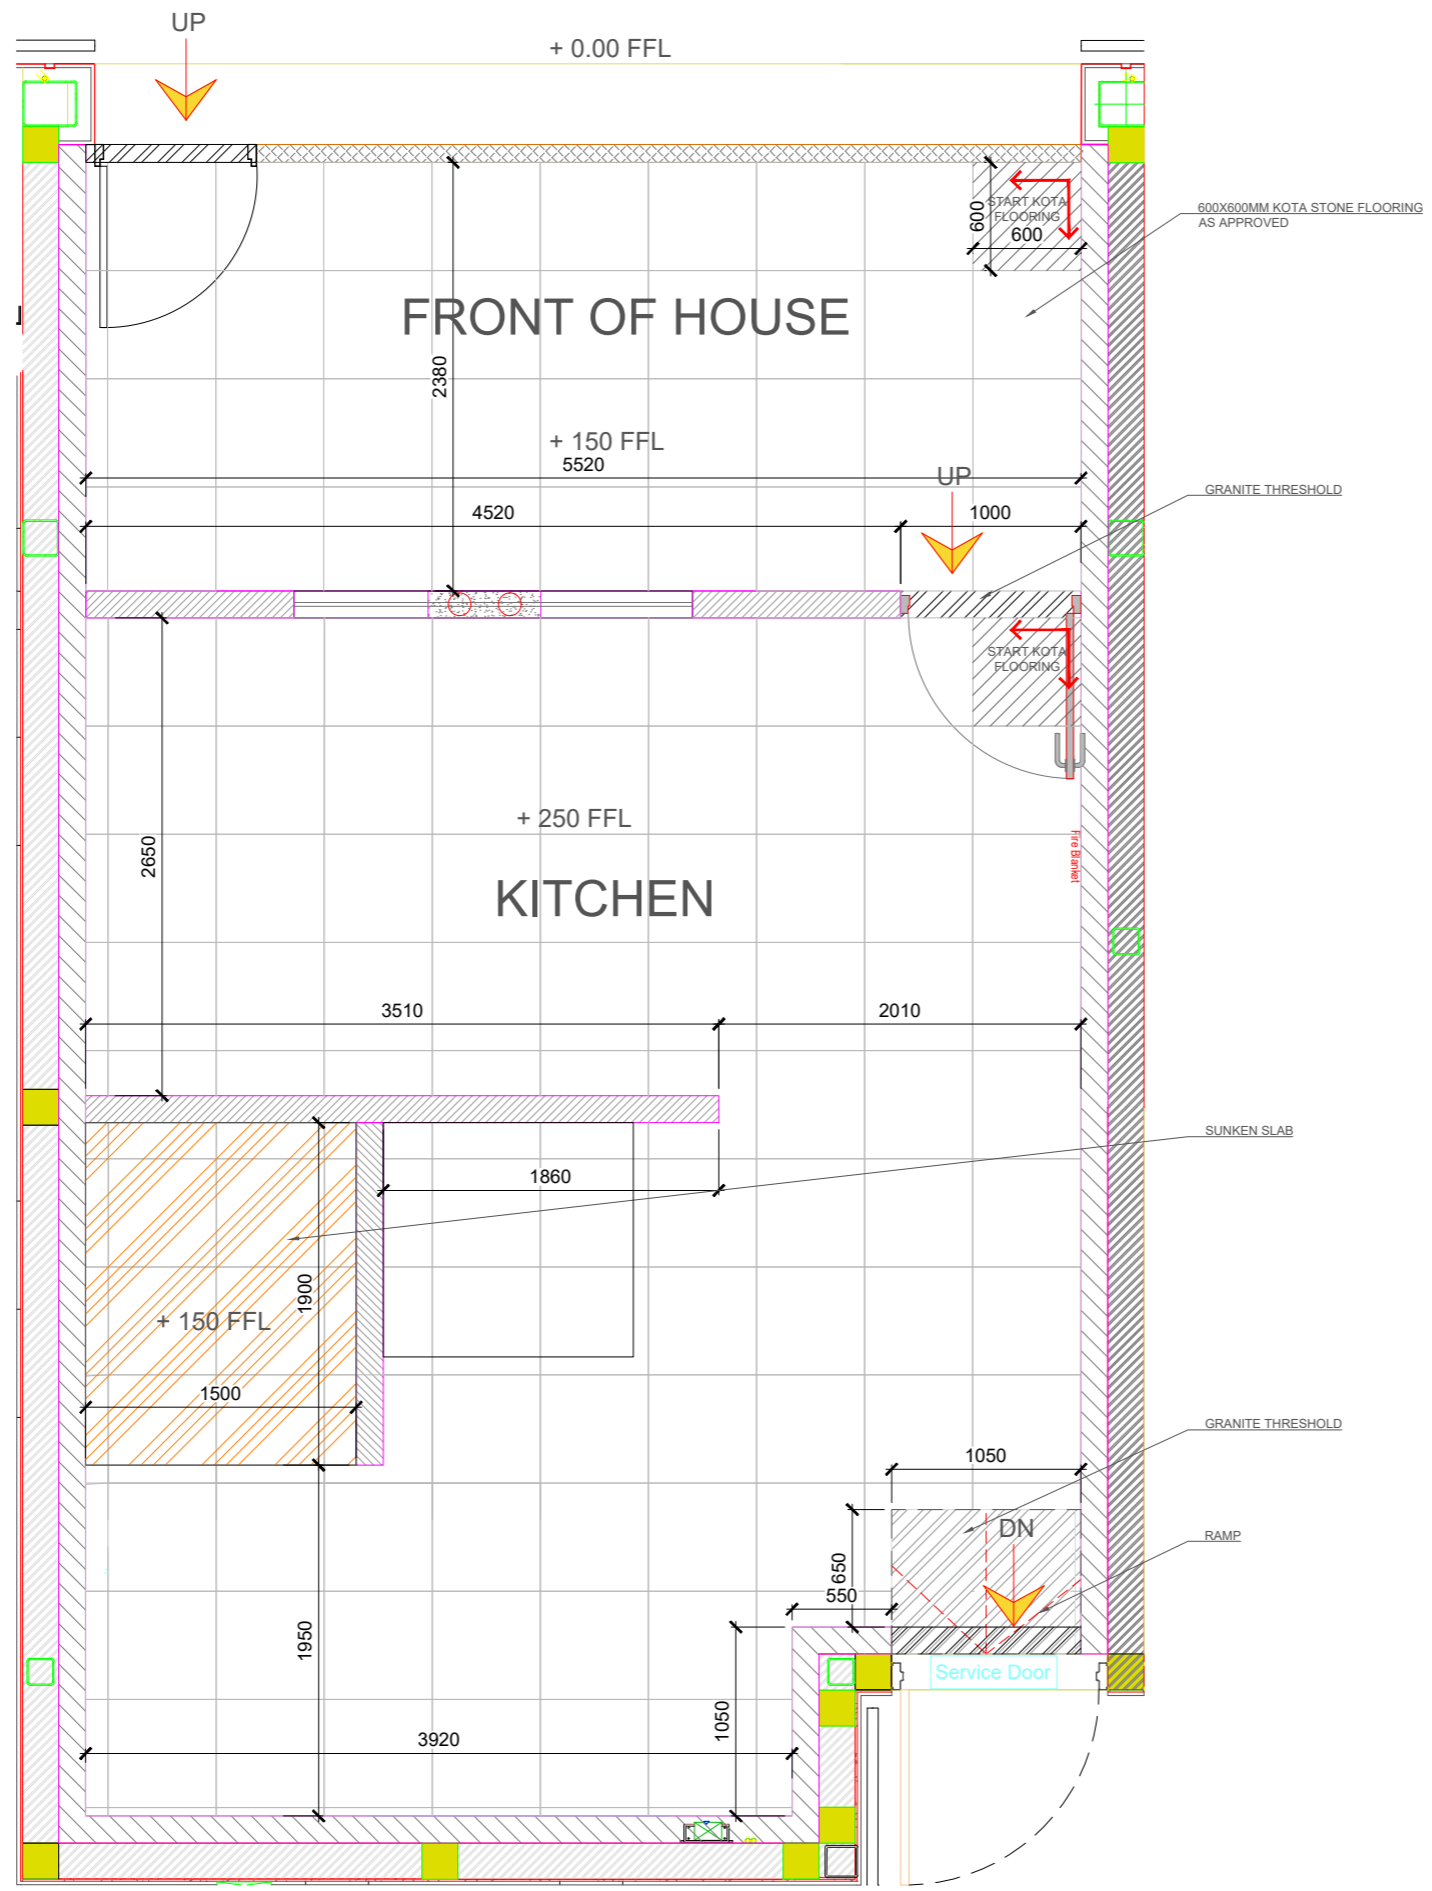 UP
+ 0.00 FFL
START KOTA
FLOORING
600
600
600X600MM KOTA STONE FLOORING
AS APPROVED
FRONT OF HOUSE
2380
+ 150 FFL
5520
UP
GRANITE THRESHOLD
4520
1000
START KOTA
FLOORING
+ 250 FFL
2650
Fire Blanket
KITCHEN
3510
2010
SUNKEN SLAB
1860
1900
+ 150 FFL
1500
GRANITE THRESHOLD
1050
DN
RAMP
650
550
1950
Service Door
1050
3920